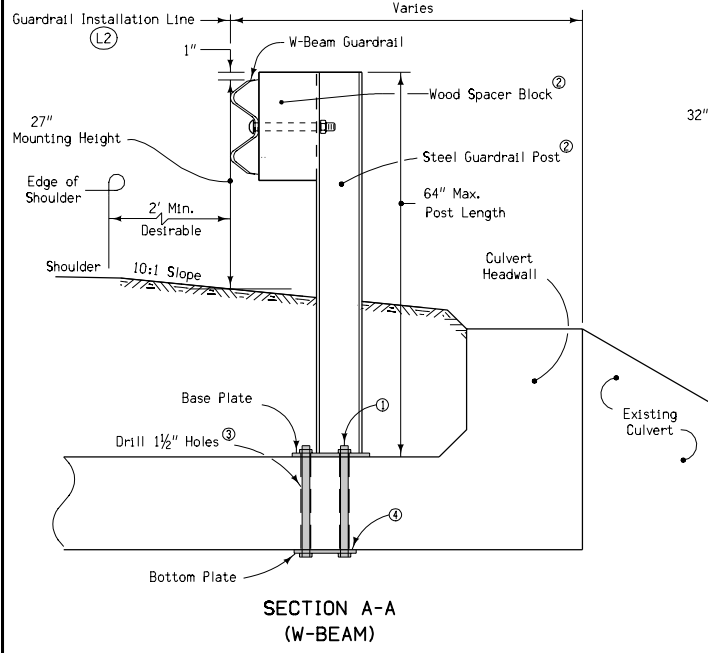 Guardrail Installation Line
L2
Varies
1"
W-Beam Guardrail
Wood Spacer Block ②
32"
27"
Mounting Height
Steel Guardrail Post ②
Edge of
Shoulder
2' Min.
Desirable
64" Max.
Post Length
Shoulder
10:1 Slope
Culvert
Headwall
Base Plate
①
Existing
Culvert
Drill 1½" Holes ③
④
Bottom Plate
SECTION A-A
(W-BEAM)